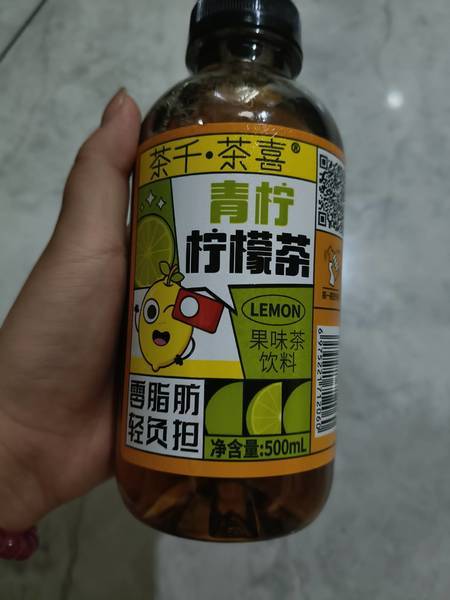 茶千·茶喜®
青柠
柠檬茶
LEMON
果味茶
饮料
零脂肪
轻负担
净含量:500mL